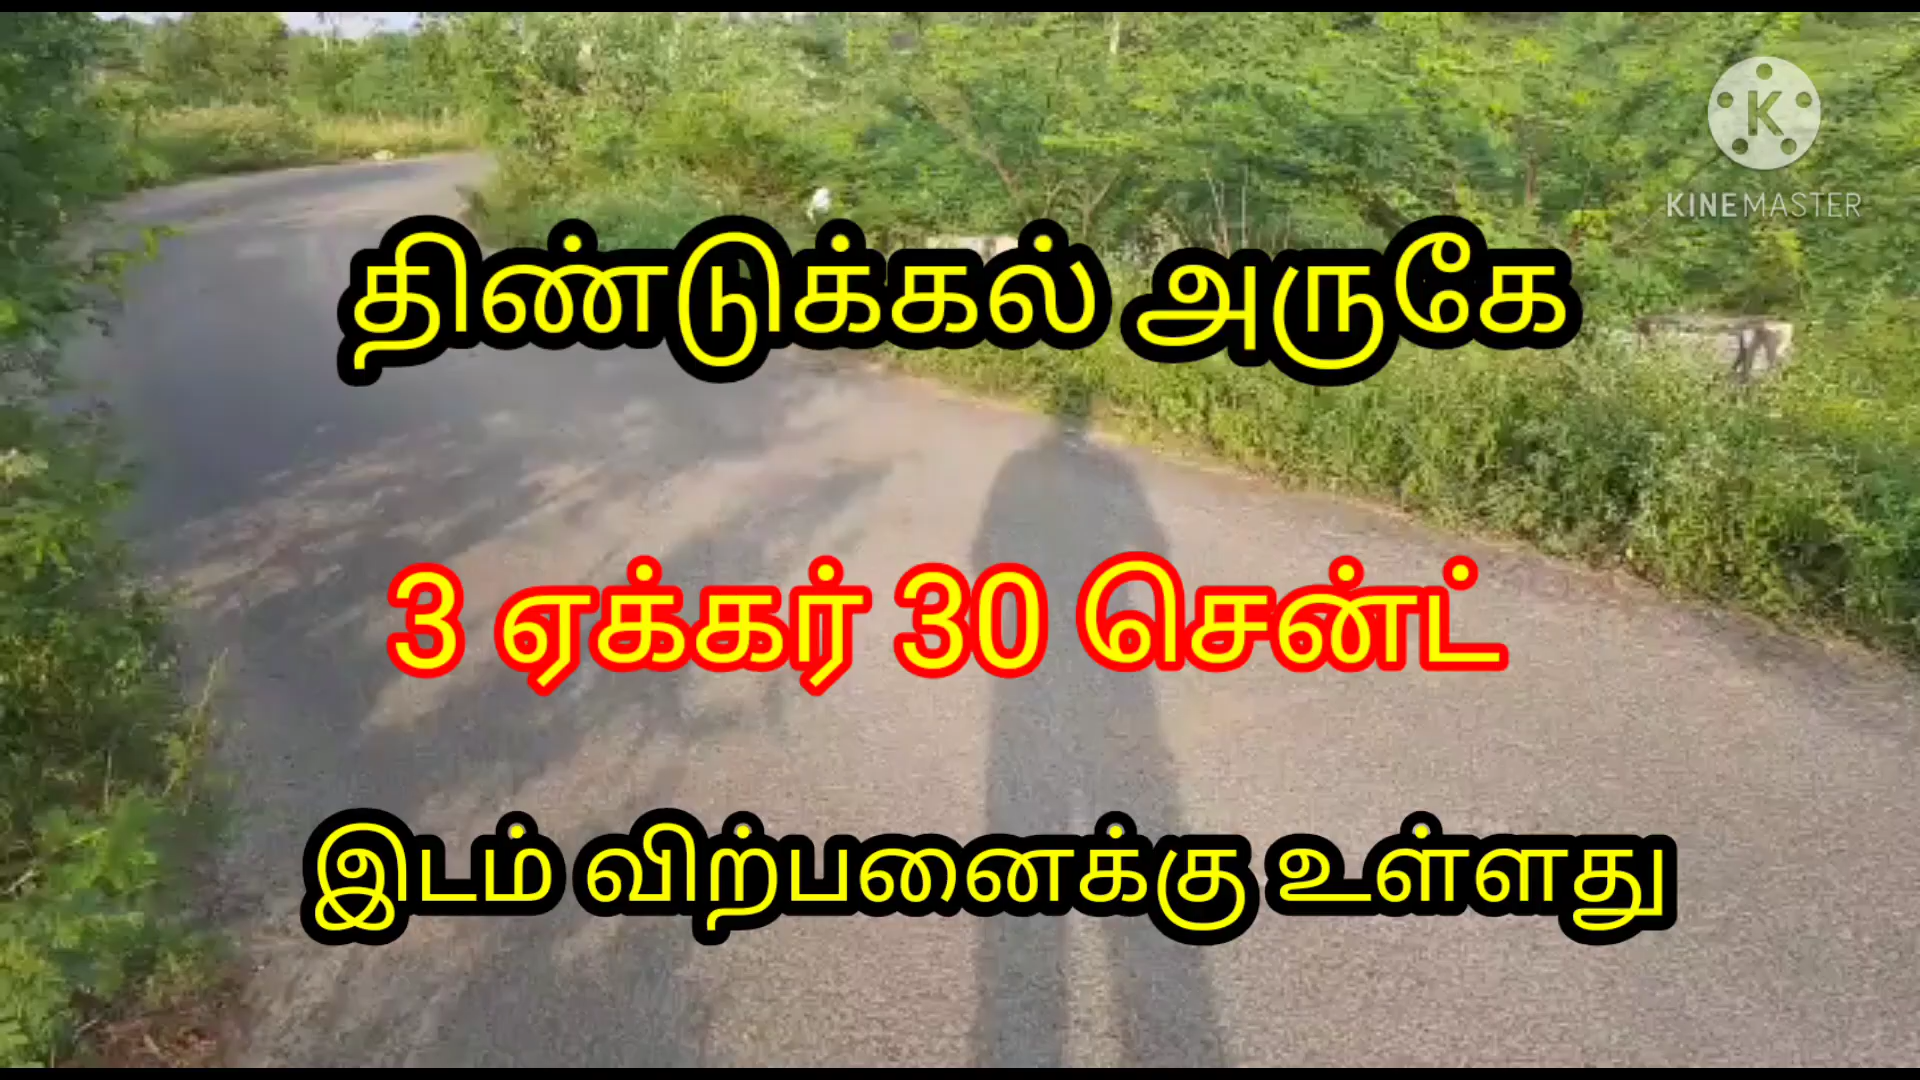 K
KINEMASTER
திண்டுக்கல் அருகே
3 ஏக்கர் 30 சென்ட்
இடம் விற்பனைக்கு உள்ளது